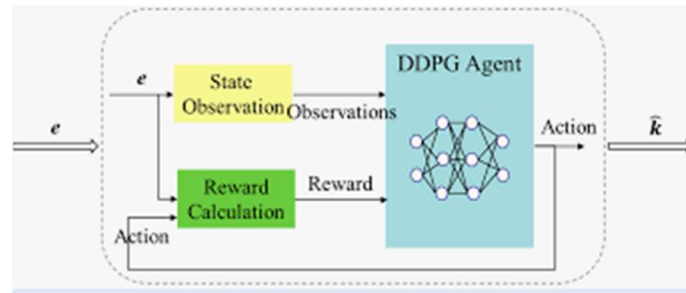 e
e
State
Observation
Observations
DDPG Agent
Action
k̂
Reward
Calculation
Reward
Action